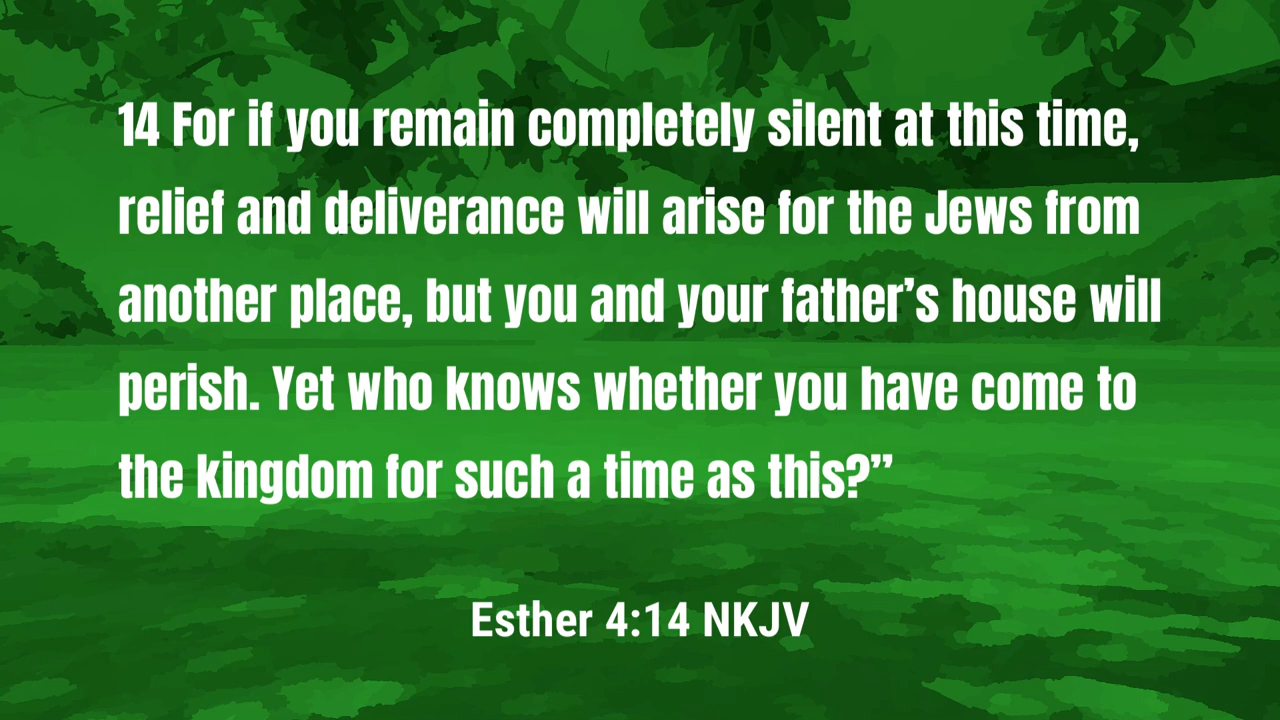 14 For if you remain completely silent at this time,
relief and deliverance will arise for the Jews from
another place, but you and your father’s house will
perish. Yet who knows whether you have come to
the kingdom for such a time as this?”
Esther 4:14 NKJV